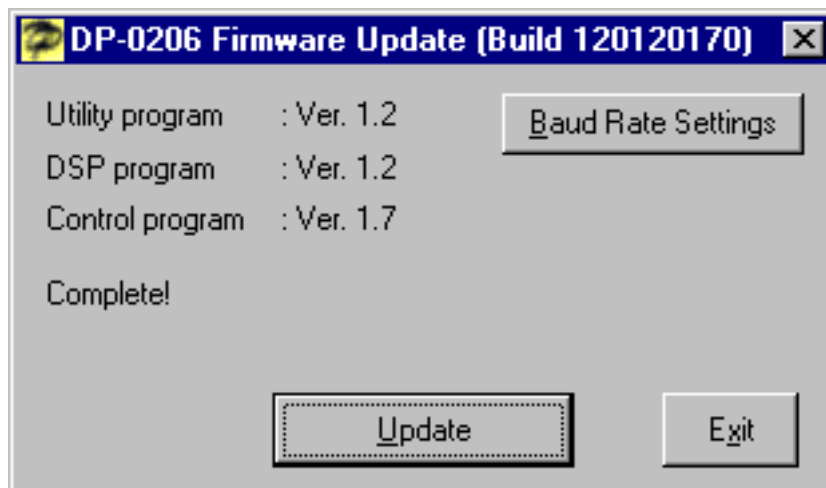 DP-0206 Firmware Update (Build 120120170)
Utility program : Ver. 1.2
Baud Rate Settings
DSP program : Ver. 1.2
Control program : Ver. 1.7
Complete!
Update
Exit